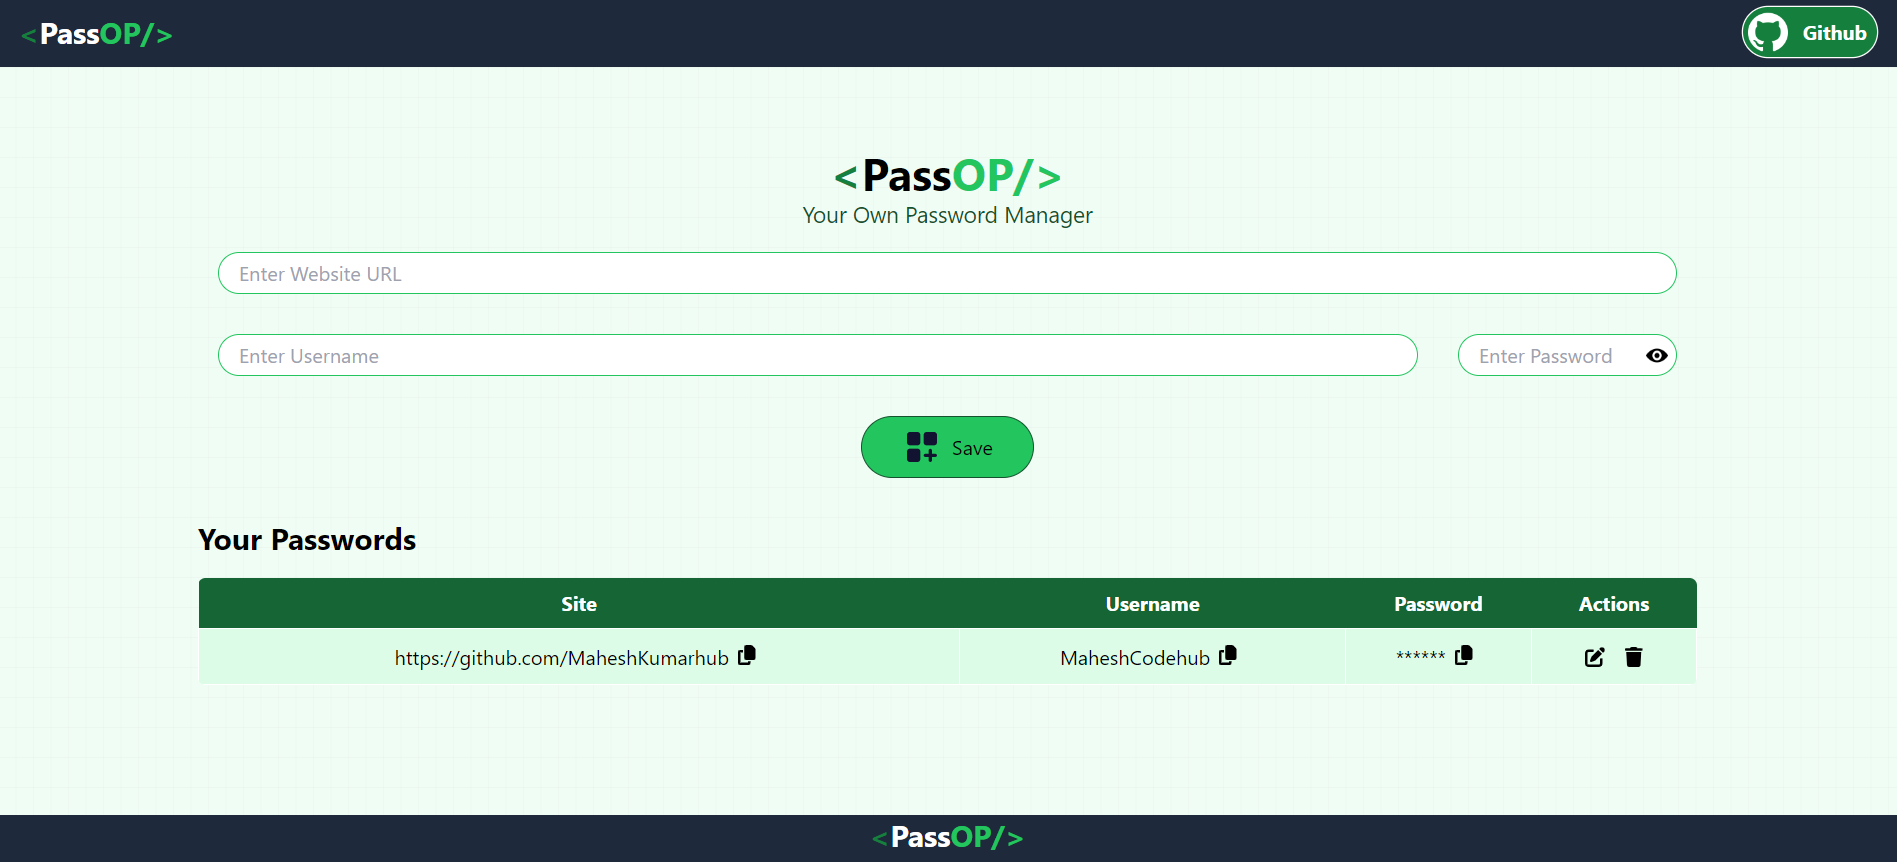 <PassOP/>
Github
<PassOP/>
Your Own Password Manager
Enter Website URL
Enter Username
Enter Password
Save
Your Passwords
Site Username Password Actions
https://github.com/MaheshKumarhub MaheshCodehub ******
<PassOP/>